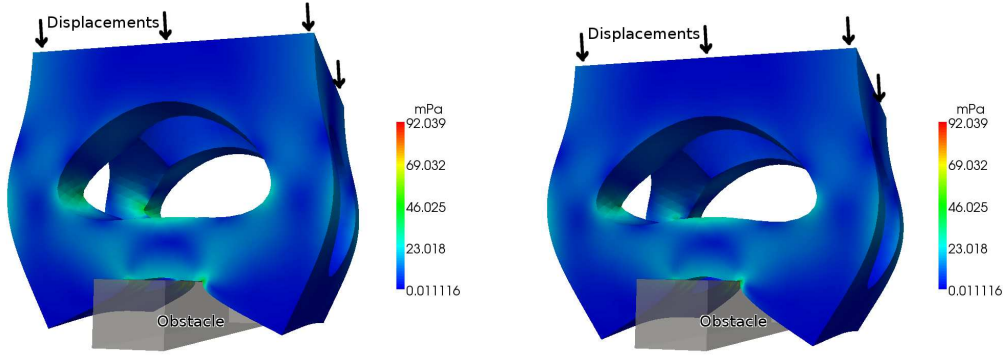 Displacements
mPa
92.039
69.032
46.025
23.018
0.011116
Obstacle
Displacements
mPa
92.039
69.032
46.025
23.018
0.011116
Obstacle